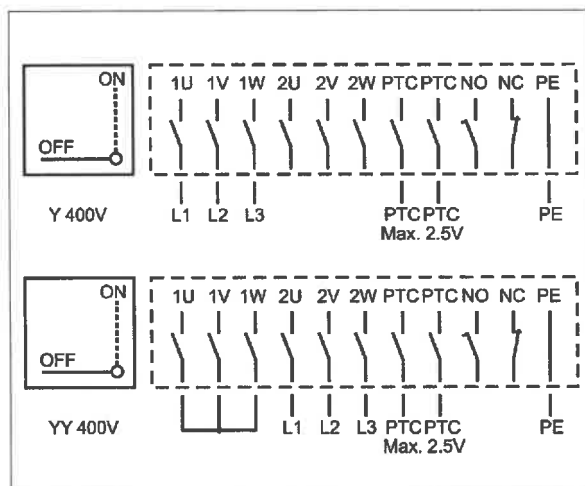 ON 1U 1V 1W 2U 2V 2W PTC PTC NO NC PE
OFF
Y 400V L1 L2 L3 PTC PTC PE
Max. 2.5V
ON 1U 1V 1W 2U 2V 2W PTC PTC NO NC PE
OFF
YY 400V L1 L2 L3 PTC PTC PE
Max. 2.5V